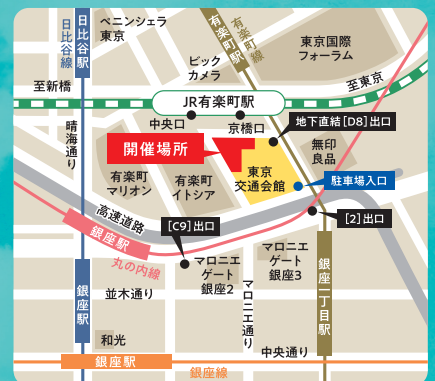 日比谷駅
日比谷線
ペニンシュラ
東京
有楽町駅
有楽町線
東京国際
フォーラム
ビック
カメラ
至新橋
至東京
JR有楽町駅
中央口
京橋口
地下直結[D8]出口
晴海通り
開催場所
無印
良品
有楽町
マリオン
有楽町
イトシア
東京
交通会館
駐車場入口
高速道路
[C9]出口
[2]出口
銀座駅
丸の内線
マロニエ
ゲート
銀座2
マロニエ
ゲート
銀座3
銀座一丁目駅
銀座駅
並木通り
マロニエ通り
和光
中央通り
銀座駅
銀座線